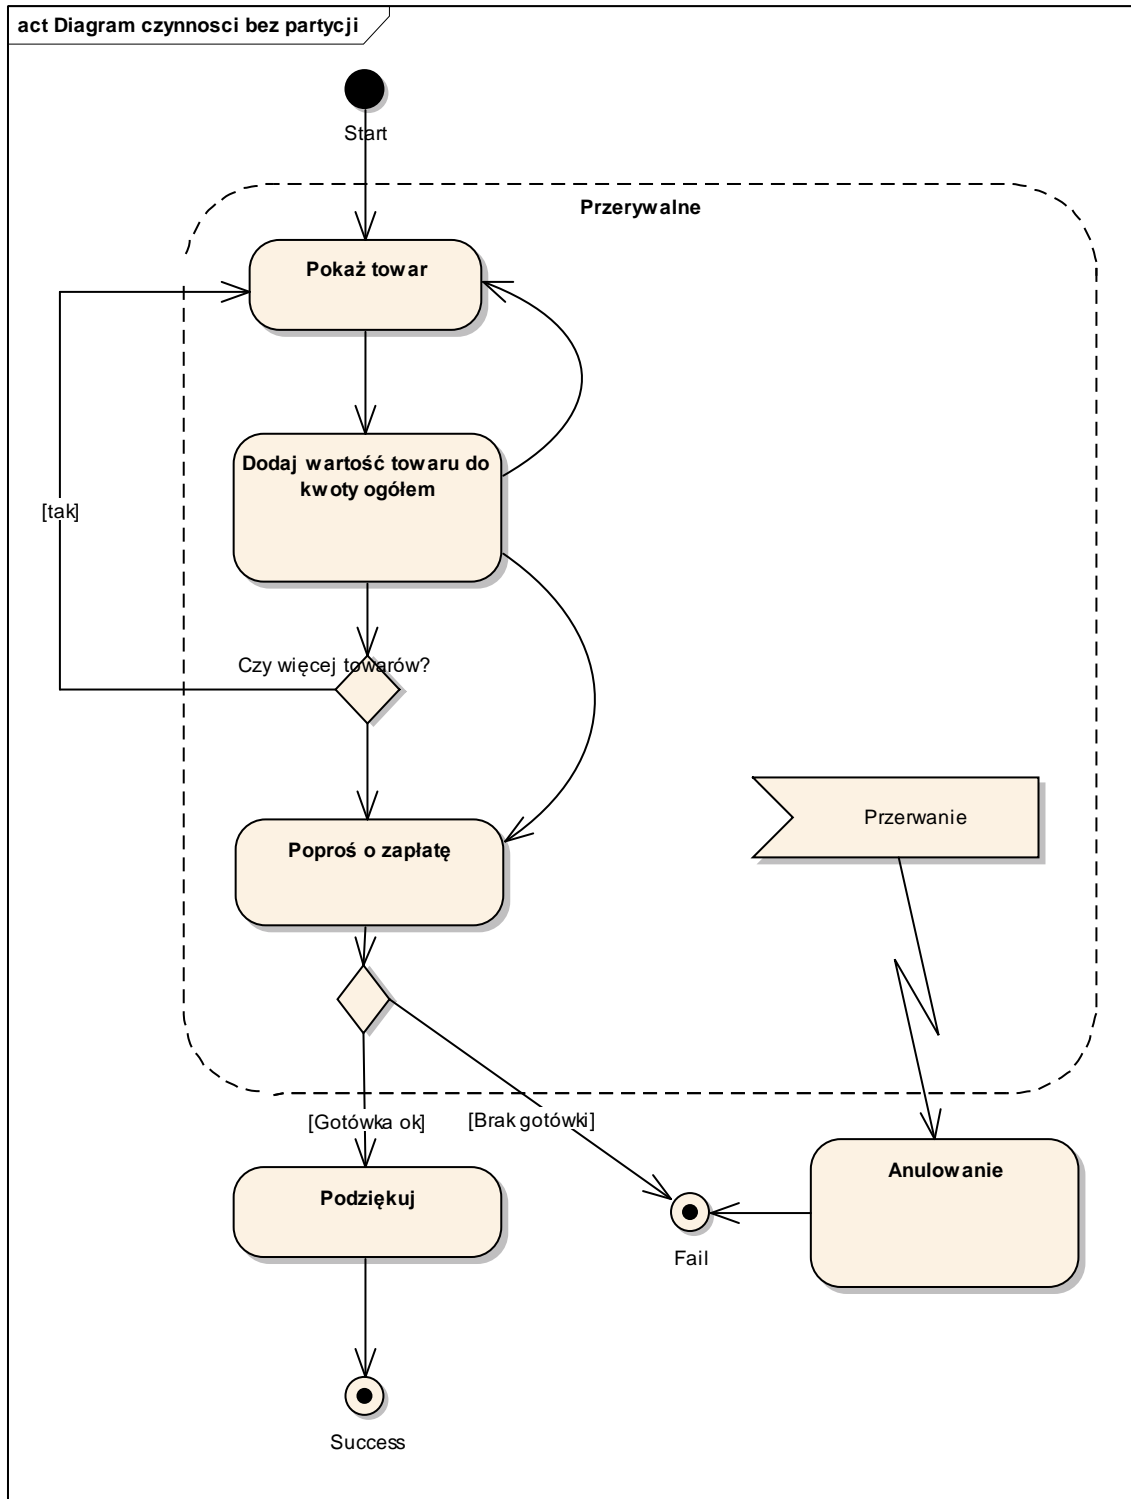 act Diagram czynnosci bez partycji
Start
Przerywalne
Pokaż towar
Dodaj wartość towaru do
kwoty ogółem
[tak]
Czy więcej towarów?
Przerwanie
Poproś o zapłatę
[Gotówka ok]
[Brak gotówki]
Anulowanie
Podziękuj
Fail
Success